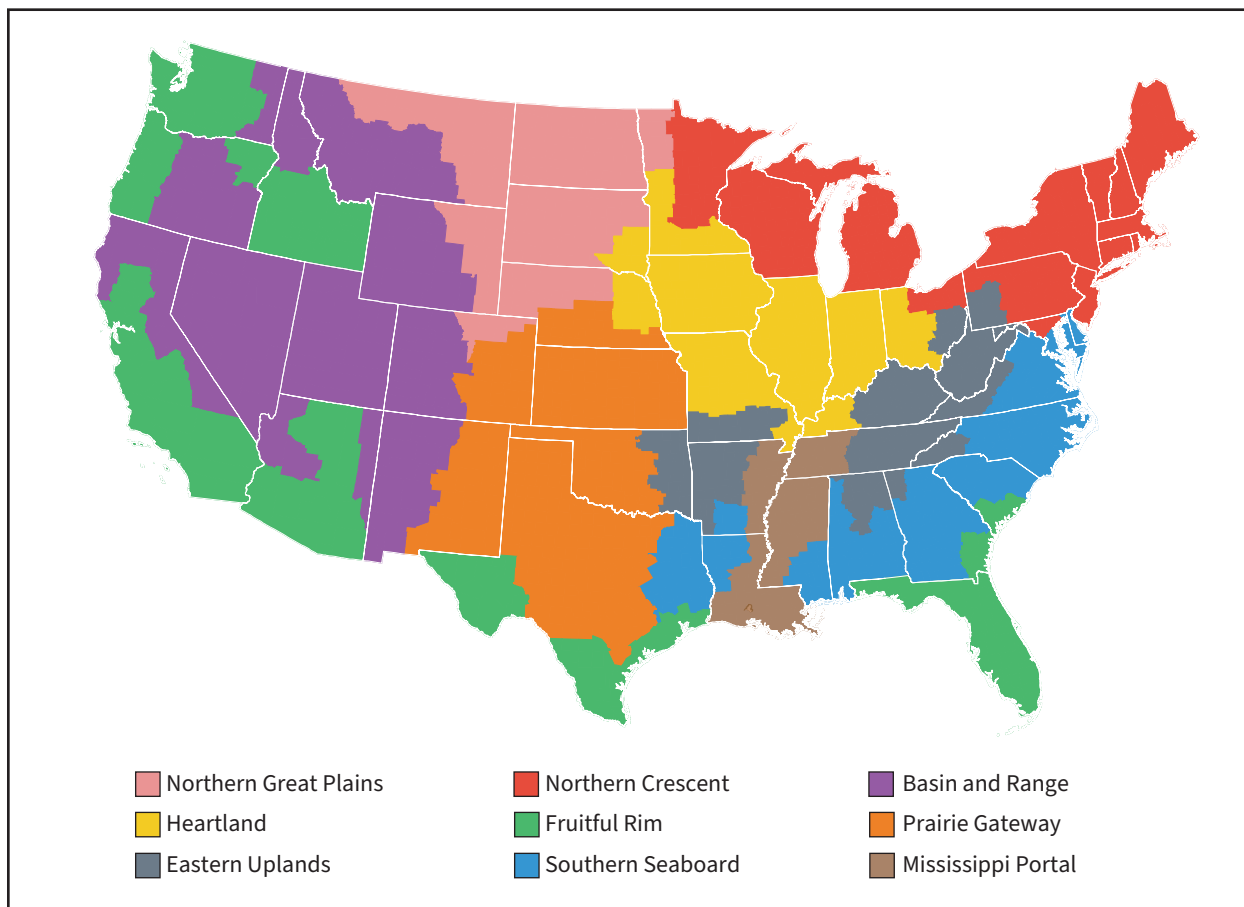 Northern Great Plains
Northern Crescent
Basin and Range
Heartland
Fruitful Rim
Prairie Gateway
Eastern Uplands
Southern Seaboard
Mississippi Portal